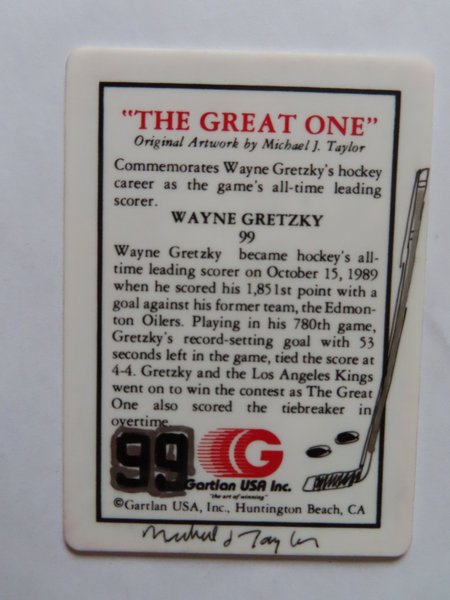 "THE GREAT ONE"
Original Artwork by Michael J. Taylor
Commemorates Wayne Gretzky's hockey
career as the game's all-time leading
scorer.
WAYNE GRETZKY
99
Wayne Gretzky became hockey's all-
time leading scorer on October 15, 1989
when he scored his 1,851st point with a
goal against his former team, the Edmon-
ton Oilers. Playing in his 780th game,
Gretzky's record-setting goal with 53
seconds left in the game, tied the score at
4-4. Gretzky and the Los Angeles Kings
went on to win the contest as The Great
One also scored the tiebreaker in
overtime.
99
G
Gartlan USA Inc.
"the art of winning"
©Gartlan USA, Inc., Huntington Beach, CA
Michael J Taylor